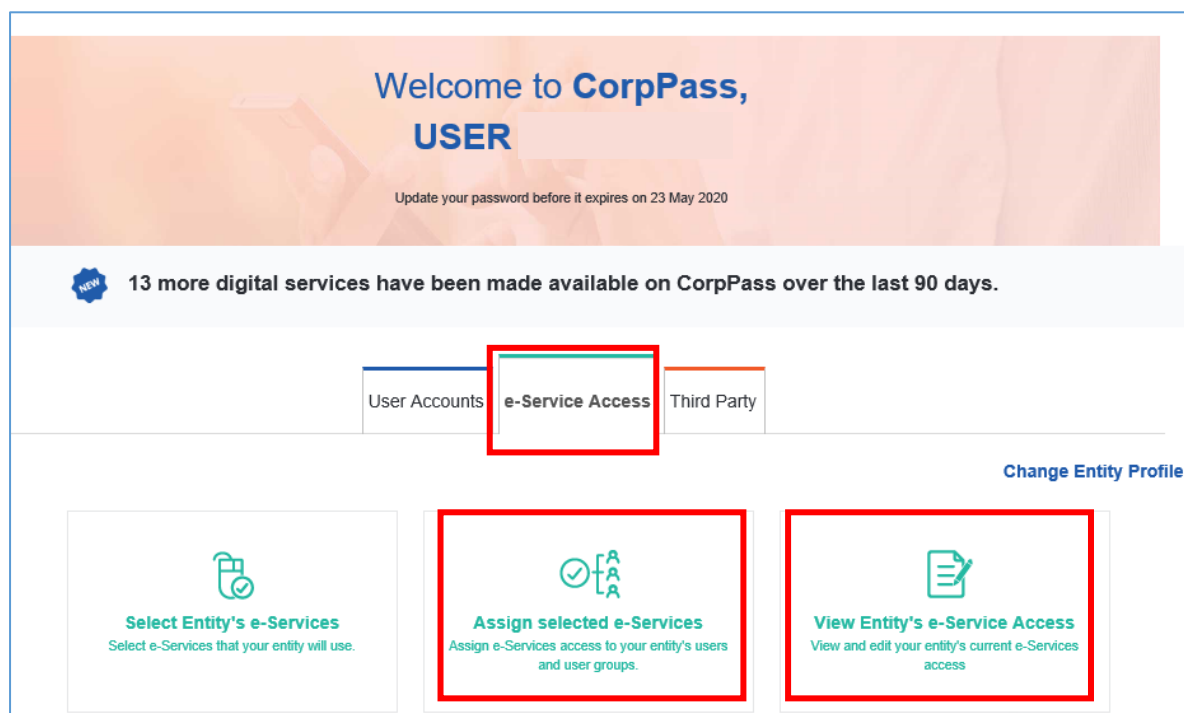 Welcome to CorpPass,
USER
Update your password before it expires on 23 May 2020
NEW
13 more digital services have been made available on CorpPass over the last 90 days.
User Accounts
e-Service Access
Third Party
Change Entity Profile
Select Entity's e-Services
Select e-Services that your entity will use.
Assign selected e-Services
Assign e-Services access to your entity's users
and user groups.
View Entity's e-Service Access
View and edit your entity's current e-Services
access